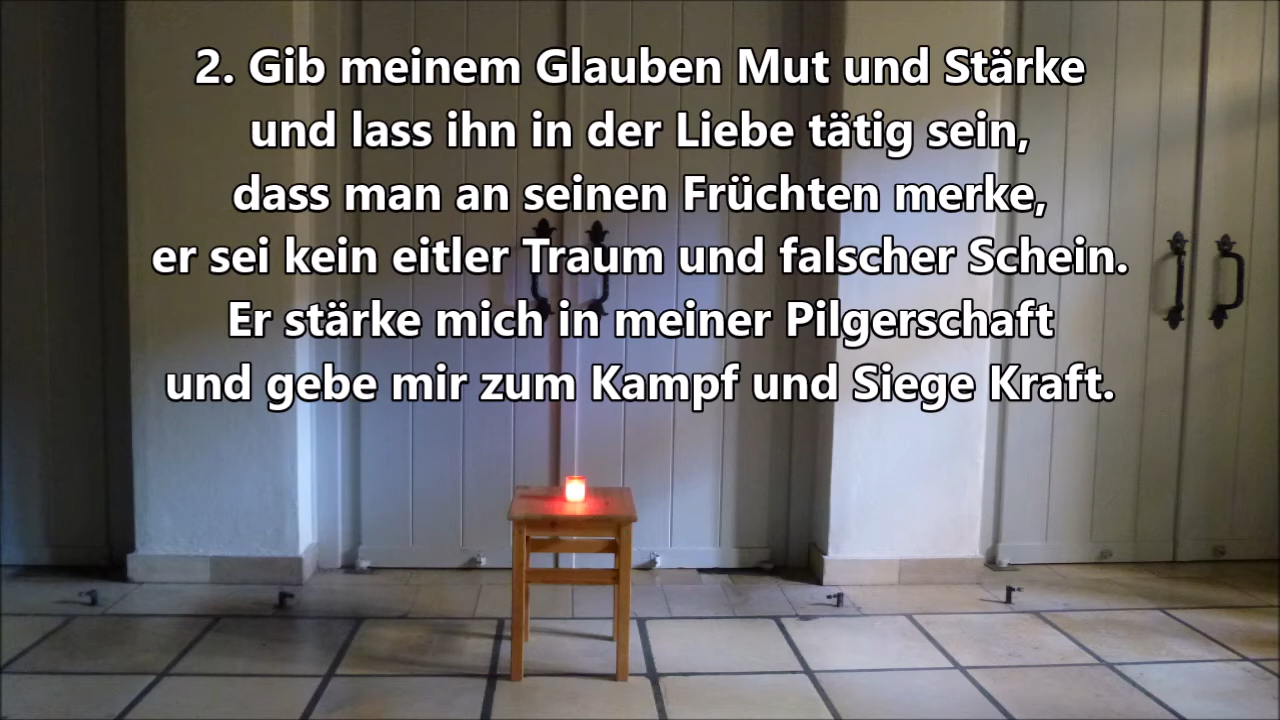 2. Gib meinem Glauben Mut und Stärke
und lass ihn in der Liebe tätig sein,
dass man an seinen Früchten merke,
er sei kein eitler Traum und falscher Schein.
Er stärke mich in meiner Pilgerschaft
und gebe mir zum Kampf und Siege Kraft.